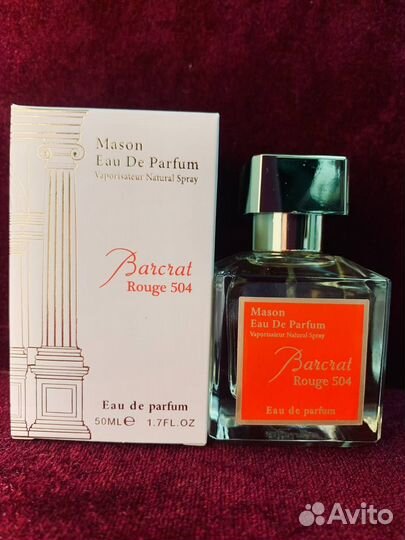 Mason
Eau De Parfum
Vaporisateur Natural Spray
Barcrat
Rouge 504
Eau de parfum
50ML℮ 1.7FL.OZ
Mason
Eau De Parfum
Vaporisateur Natural Spray
Barcrat
Rouge 504
Eau de parfum
Avito